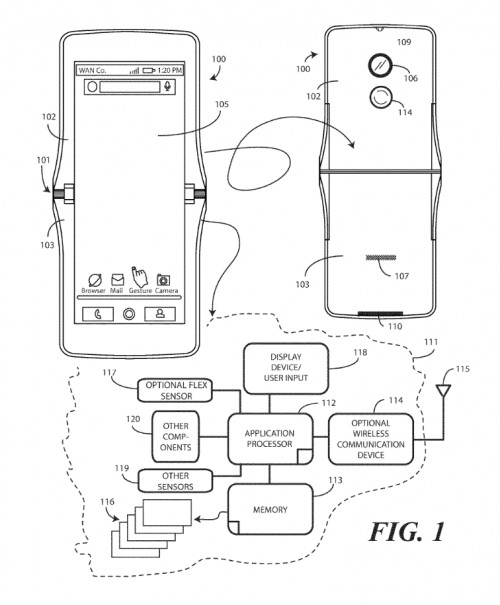 WAN Co. 1:20 PM
100
105
102
101
103
Browser Mail Gesture Camera
109
100
106
102
114
103
107
110
111
DISPLAY
DEVICE/
USER INPUT
118
115
117
OPTIONAL FLEX
SENSOR
112
114
120
OTHER
COMP-
ONENTS
APPLICATION
PROCESSOR
OPTIONAL
WIRELESS
COMMUNICATION
DEVICE
119
OTHER
SENSORS
113
116
MEMORY
FIG. 1